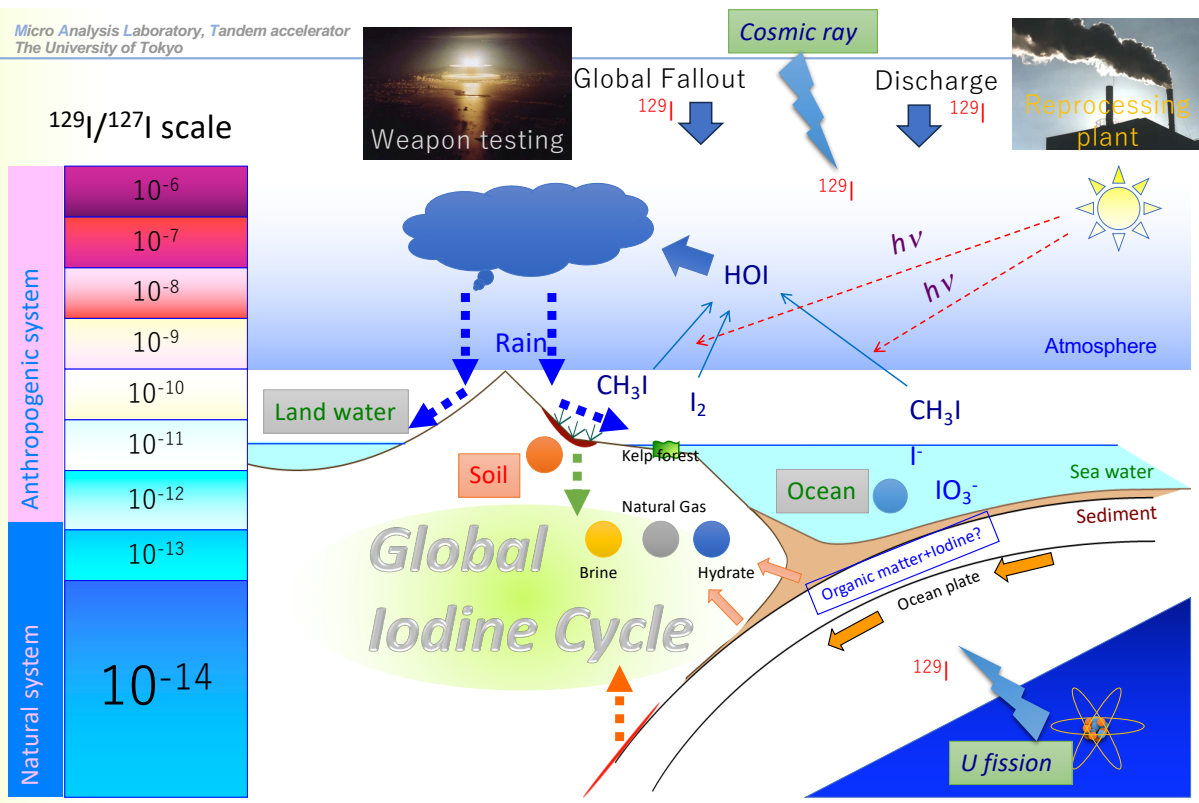 Micro Analysis Laboratory, Tandem accelerator
The University of Tokyo
Cosmic ray
Global Fallout
¹²⁹I
Discharge
¹²⁹I
Weapon testing
Reprocessing
plant
¹²⁹I/¹²⁷I scale
¹²⁹I
10⁻⁶
10⁻⁷
10⁻⁸
10⁻⁹
10⁻¹⁰
10⁻¹¹
10⁻¹²
10⁻¹³
10⁻¹⁴
Anthropogenic system
Natural system
hν
hν
HOI
Rain
Atmosphere
CH₃I
I₂
CH₃I
Land water
I⁻
Kelp forest
Soil
Ocean
IO₃⁻
Sea water
Natural Gas
Sediment
Brine
Hydrate
Organic matter+Iodine?
Ocean plate
Global
Iodine Cycle
¹²⁹I
U fission